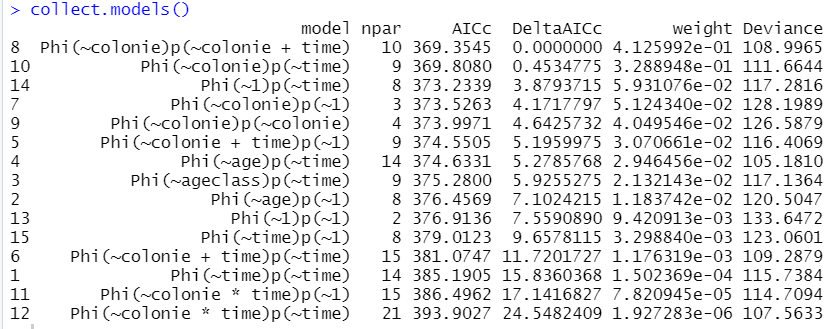 > collect.models()
model npar AICc DeltaAICc weight Deviance
8 Phi(~colonie)p(~colonie + time) 10 369.3545 0.0000000 4.125992e-01 108.9965
10 Phi(~colonie)p(~time) 9 369.8080 0.4534775 3.288948e-01 111.6644
14 Phi(~1)p(~time) 8 373.2339 3.8793715 5.931076e-02 117.2816
7 Phi(~colonie)p(~1) 3 373.5263 4.1717797 5.124340e-02 128.1989
9 Phi(~colonie)p(~colonie) 4 373.9971 4.6425732 4.049546e-02 126.5879
5 Phi(~colonie + time)p(~1) 9 374.5505 5.1959975 3.070661e-02 116.4069
4 Phi(~age)p(~time) 14 374.6331 5.2785768 2.946456e-02 105.1810
3 Phi(~ageclass)p(~time) 9 375.2800 5.9255275 2.132143e-02 117.1364
2 Phi(~age)p(~1) 8 376.4569 7.1024215 1.183742e-02 120.5047
13 Phi(~1)p(~1) 2 376.9136 7.5590890 9.420913e-03 133.6472
15 Phi(~time)p(~1) 8 379.0123 9.6578115 3.298840e-03 123.0601
6 Phi(~colonie + time)p(~time) 15 381.0747 11.7201727 1.176319e-03 109.2879
1 Phi(~time)p(~time) 14 385.1905 15.8360368 1.502369e-04 115.7384
11 Phi(~colonie * time)p(~1) 15 386.4962 17.1416827 7.820945e-05 114.7094
12 Phi(~colonie * time)p(~time) 21 393.9027 24.5482409 1.927283e-06 107.5633